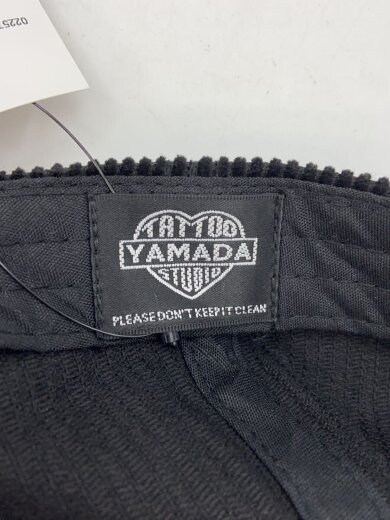 TATTOO
YAMADA
STUDIO
PLEASE DON'T KEEP IT CLEAN